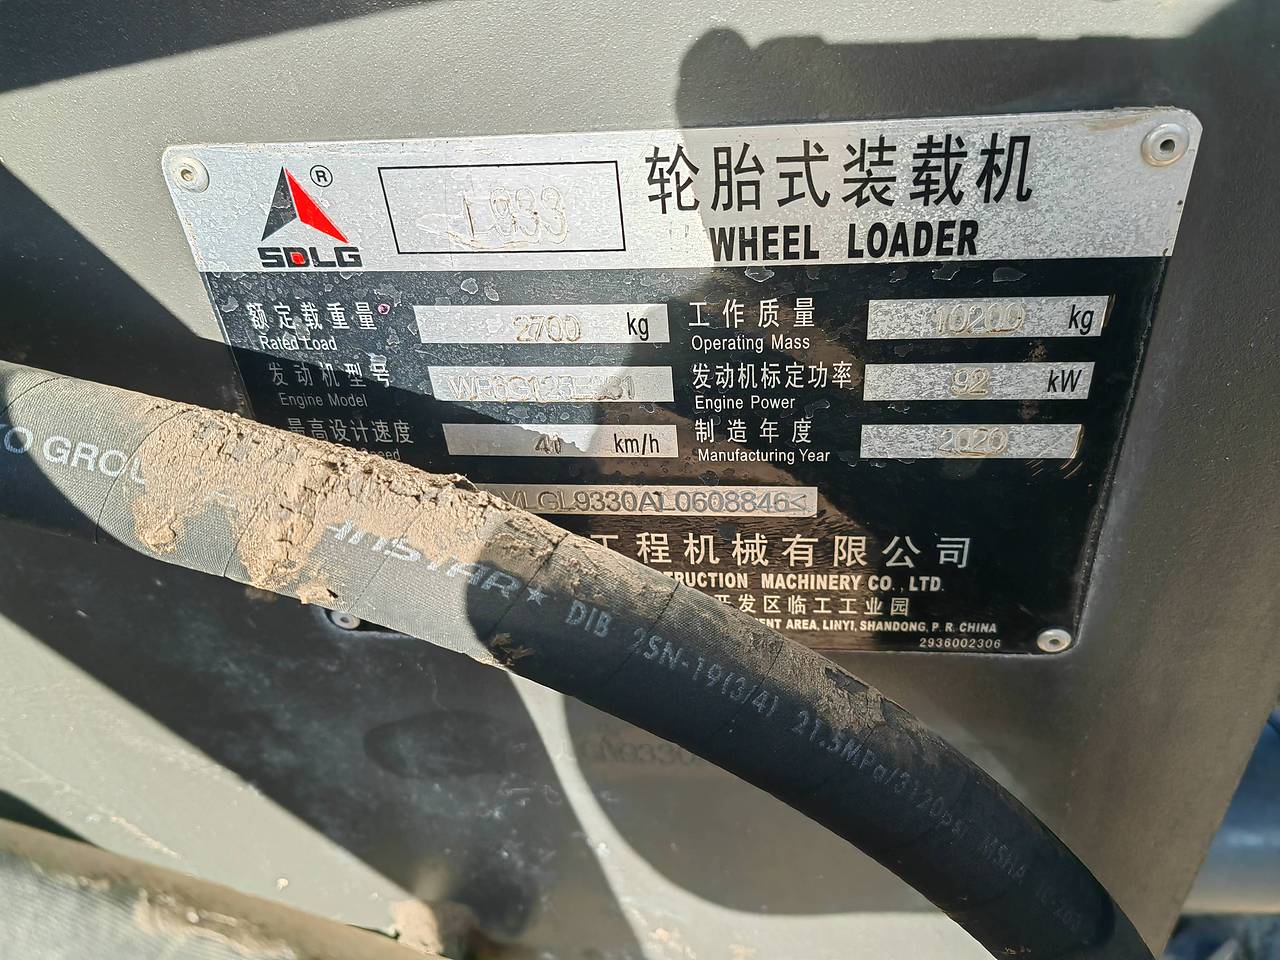 ®
SDLG
L933
轮胎式装载机
WHEEL LOADER
额定载重量 2700 kg
Rated Load
工作质量 10200 kg
Operating Mass
发动机型号
Engine Model
发动机标定功率 92 kW
Engine Power
最高设计速度 km/h
制造年度 2020
Manufacturing Year
LGL9330A L0608846<
工程机械有限公司
MACHINERY CO., LTD.
开发区临工工业园
AREA, LINYI, SHANDONG, P. R. CHINA
2936002306
★ DIB 2SN-19(3/4) 21.5MPa/3120psi MSHA